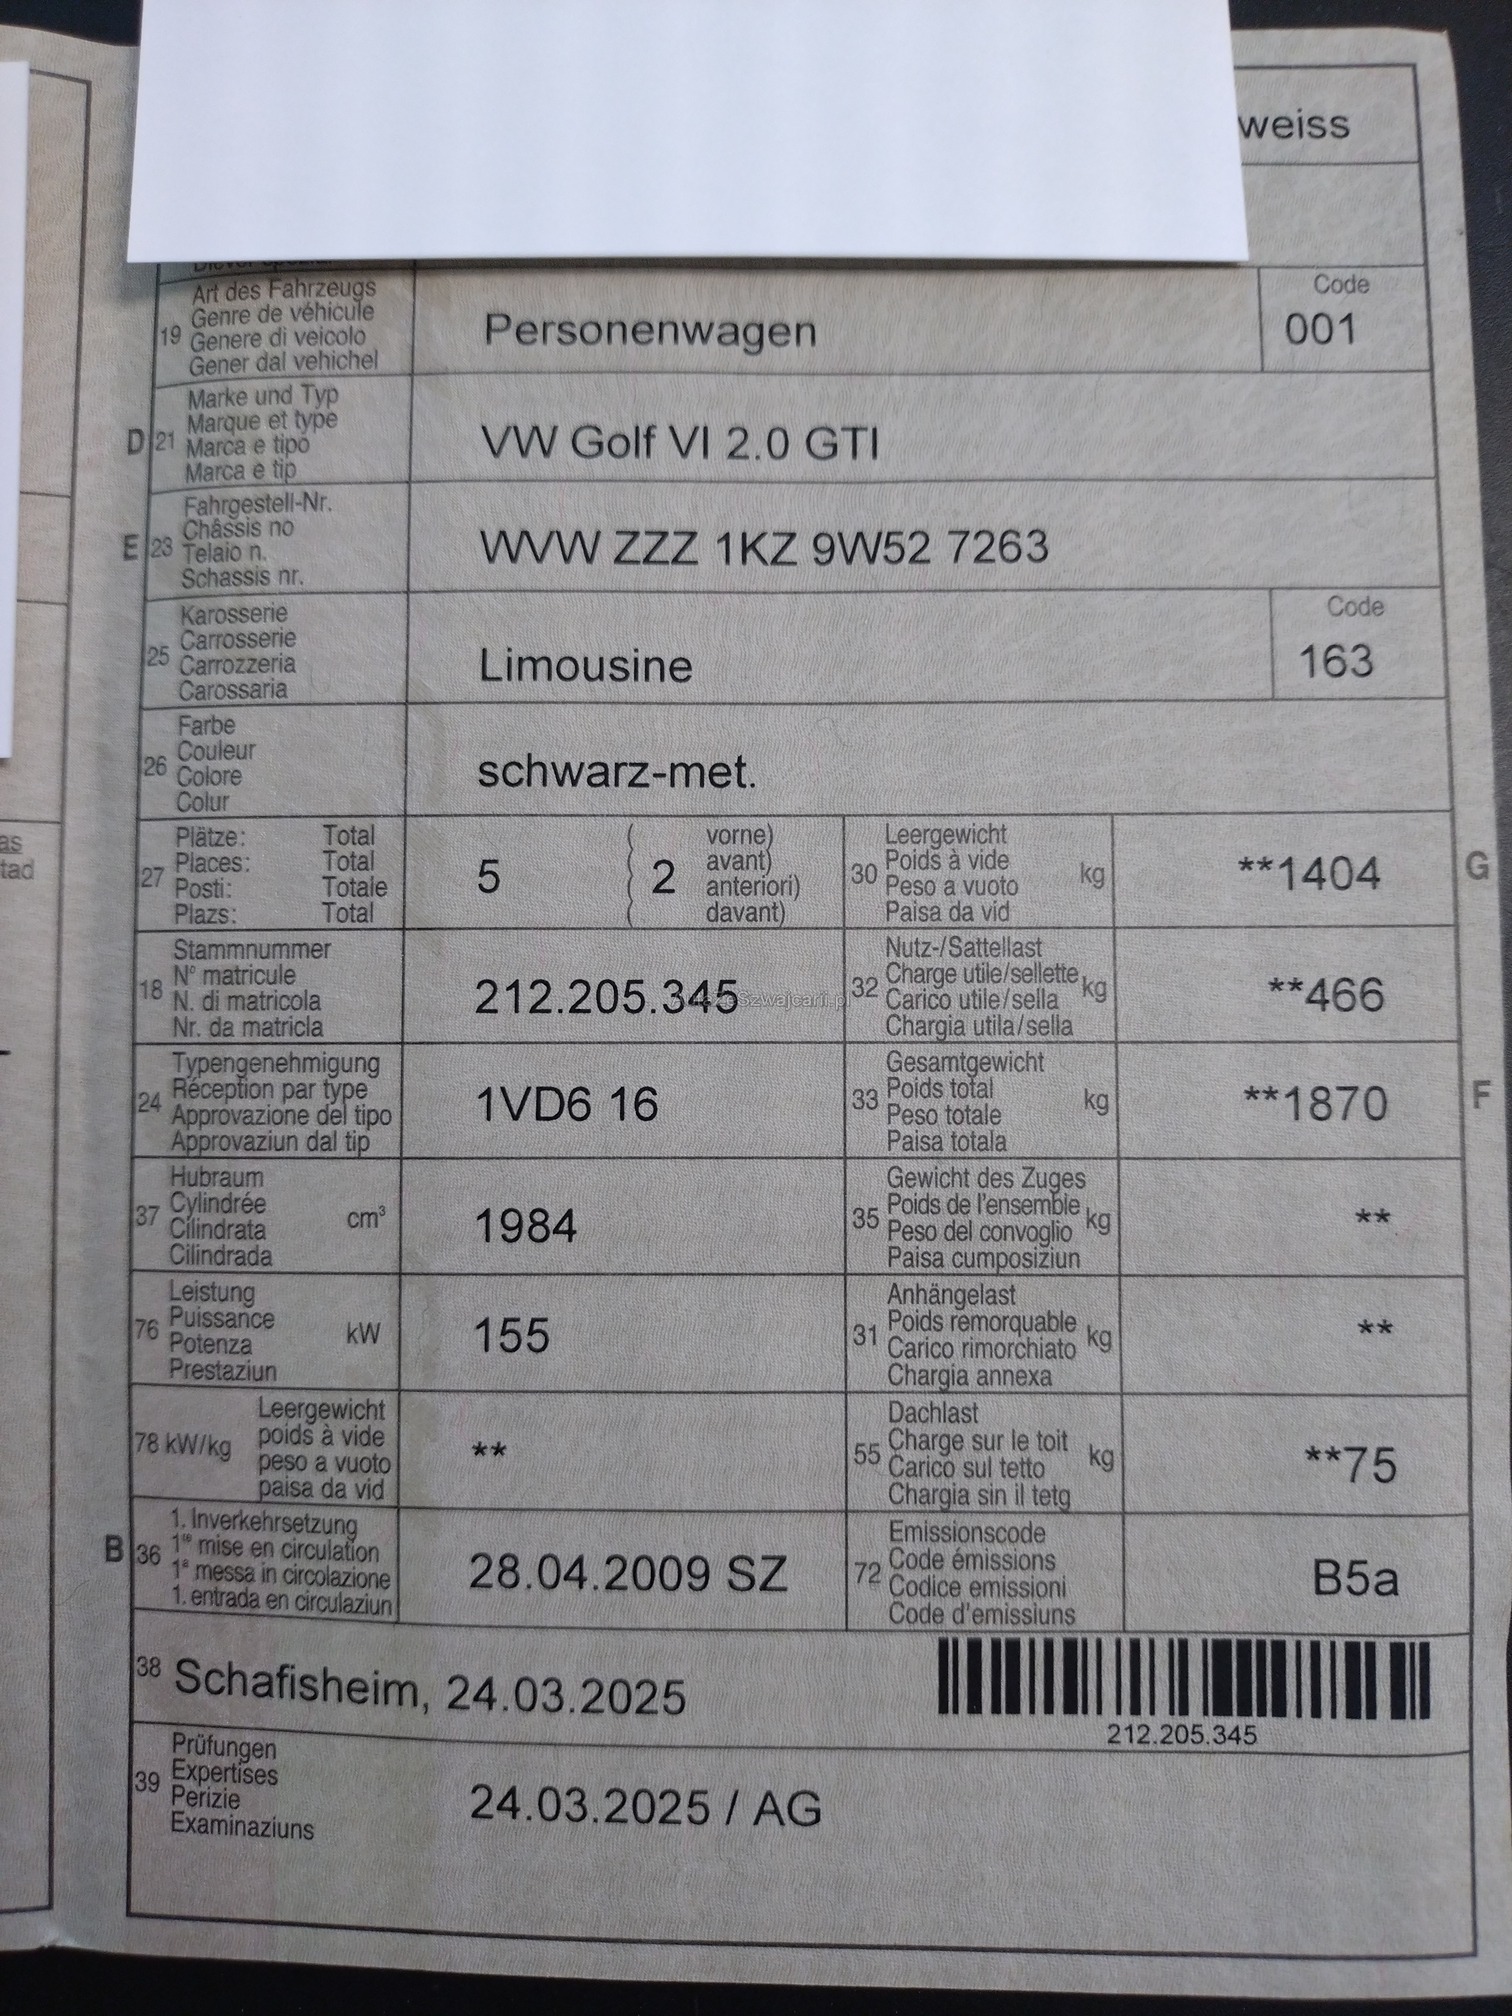 weiss
19
Art des Fahrzeugs
Genre de véhicule
Genere di veicolo
Gener dal vehichel
Personenwagen
Code
001
D 21
Marke und Typ
Marque et type
Marca e tipo
Marca e tip
VW Golf VI 2.0 GTI
E 23
Fahrgestell-Nr.
Châssis no
Telaio n.
Schassis nr.
WVW ZZZ 1KZ 9W52 7263
25
Karosserie
Carrosserie
Carrozzeria
Carossaria
Limousine
Code
163
26
Farbe
Couleur
Colore
Colur
schwarz-met.
as
tad
27
Plätze: Total
Places: Total
Posti: Totale
Plazs: Total
5
( vorne)
( 2 avant)
( anteriori)
( davant)
30
Leergewicht
Poids à vide
Peso a vuoto
Paisa da vid
kg
**1404
G
18
Stammnummer
N° matricule
N. di matricola
Nr. da matricla
212.205.345
32
Nutz-/Sattellast
Charge utile/sellette
Carico utile/sella
Chargia utila/sella
kg
**466
24
Typengenehmigung
Réception par type
Approvazione del tipo
Approvaziun dal tip
1VD6 16
33
Gesamtgewicht
Poids total
Peso totale
Paisa totala
kg
**1870
F
37
Hubraum
Cylindrée
Cilindrata
Cilindrada
cm³
1984
35
Gewicht des Zuges
Poids de l'ensemble
Peso del convoglio
Paisa cumposiziun
kg
**
76
Leistung
Puissance
Potenza
Prestaziun
kW
155
31
Anhängelast
Poids remorquable
Carico rimorchiato
Chargia annexa
kg
**
78 kW/kg
Leergewicht
poids à vide
peso a vuoto
paisa da vid
**
55
Dachlast
Charge sur le toit
Carico sul tetto
Chargia sin il tetg
kg
**75
B 36
1. Inverkehrsetzung
1re mise en circulation
1a messa in circolazione
1. entrada en circulaziun
28.04.2009 SZ
72
Emissionscode
Code émissions
Codice emissioni
Code d'emissiuns
B5a
38 Schafisheim, 24.03.2025
212.205.345
39
Prüfungen
Expertises
Perizie
Examinaziuns
24.03.2025 / AG